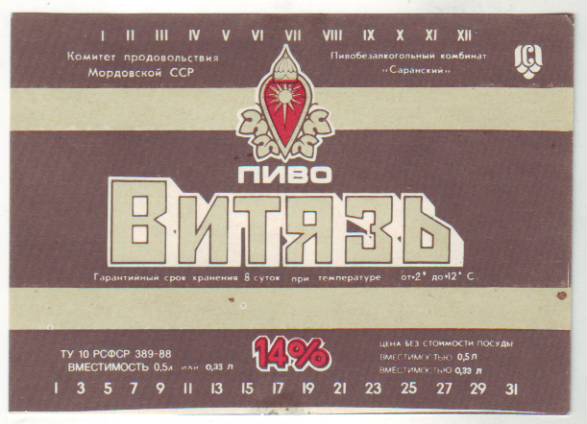 I II III IV V VI VII VIII IX X XI XII
Комитет продовольствия
Мордовской ССР
Пивобезалкогольный комбинат
«Саранский»
ПИВО
ВИТЯЗЬ
Гарантийный срок хранения 8 суток при температуре от+2° до+12° С.
ТУ 10 РСФСР 389-88
ВМЕСТИМОСТЬ 0,5л ИЛИ 0,33 л
14%
ЦЕНА БЕЗ СТОИМОСТИ ПОСУДЫ
ВМЕСТИМОСТЬЮ 0,5 Л
ВМЕСТИМОСТЬЮ 0,33 Л
1 3 5 7 9 11 13 15 17 19 21 23 25 27 29 31